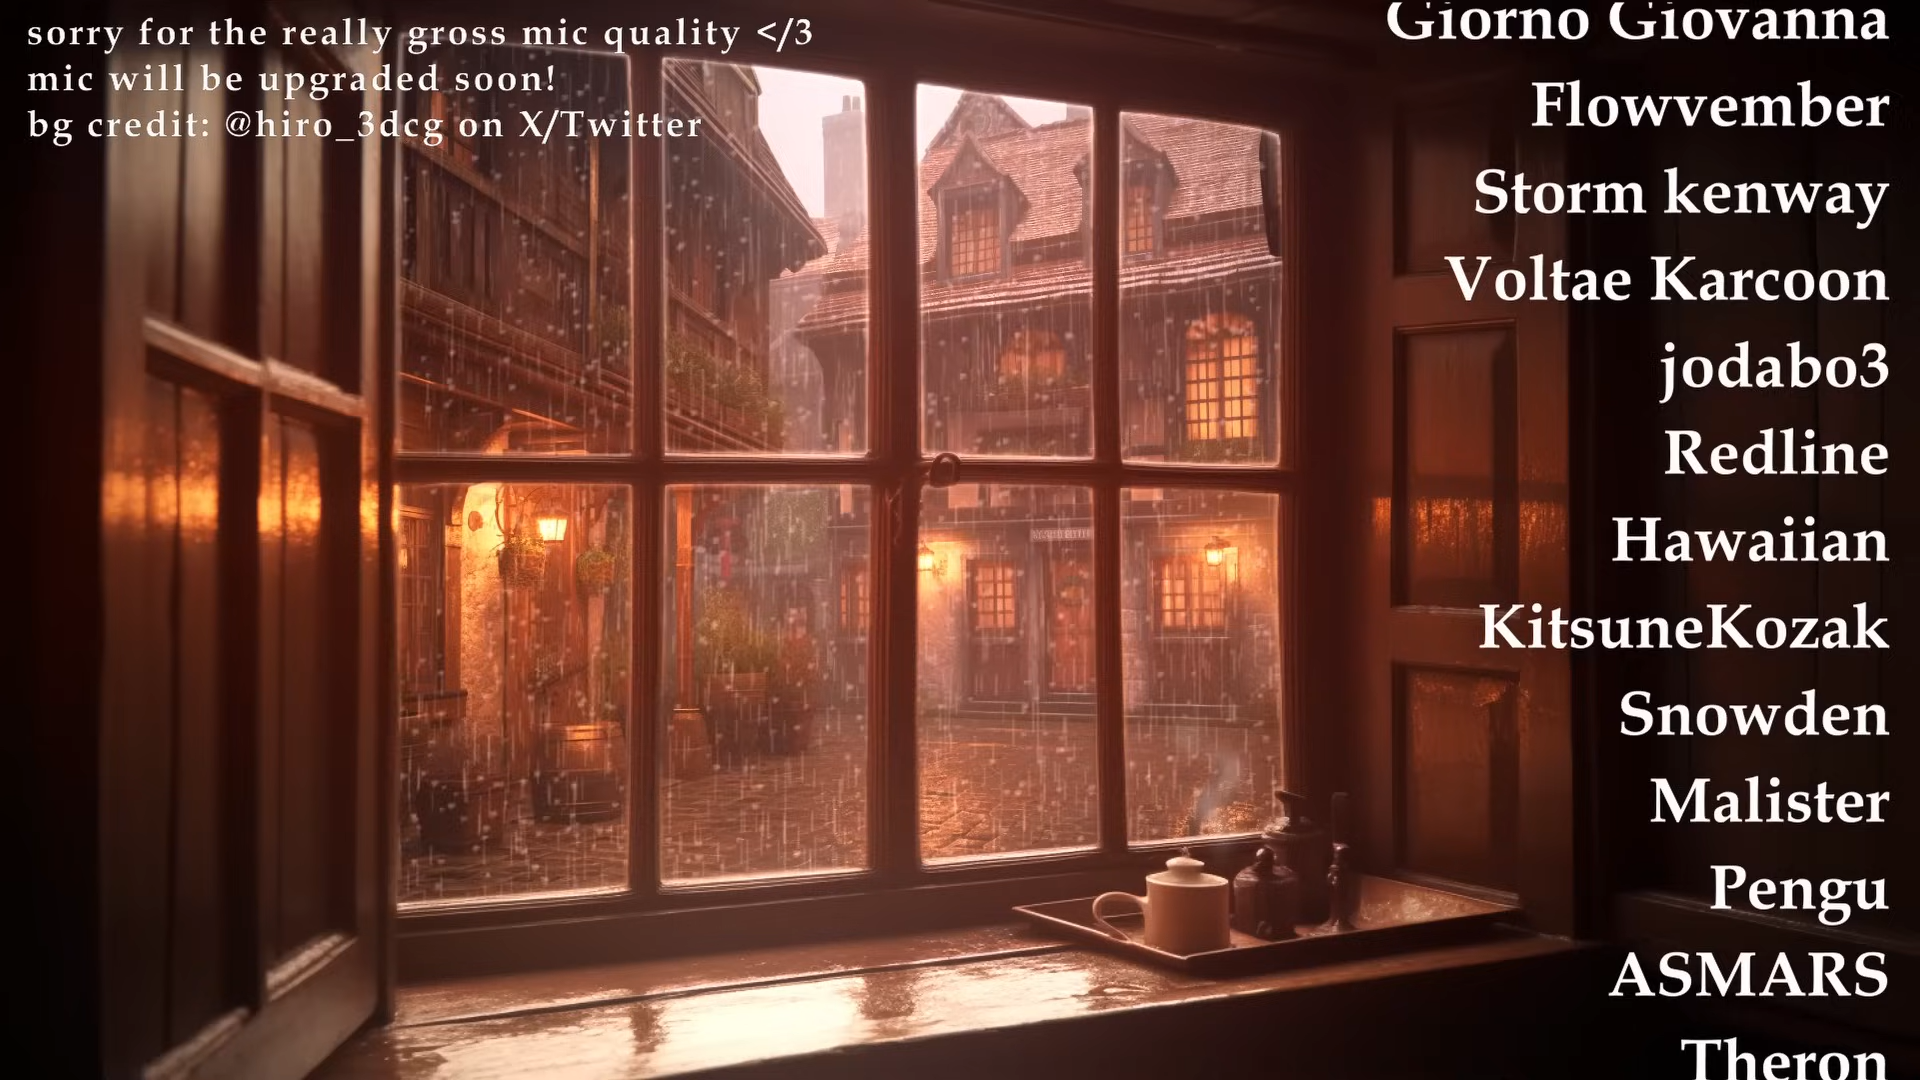 sorry for the really gross mic quality </3
mic will be upgraded soon!
bg credit: @hiro_3dcg on X/Twitter
Giorno Giovanna
Flowvember
Storm kenway
Voltae Karcoon
jodabo3
Redline
Hawaiian
KitsuneKozak
Snowden
Malister
Pengu
ASMARS
Theron